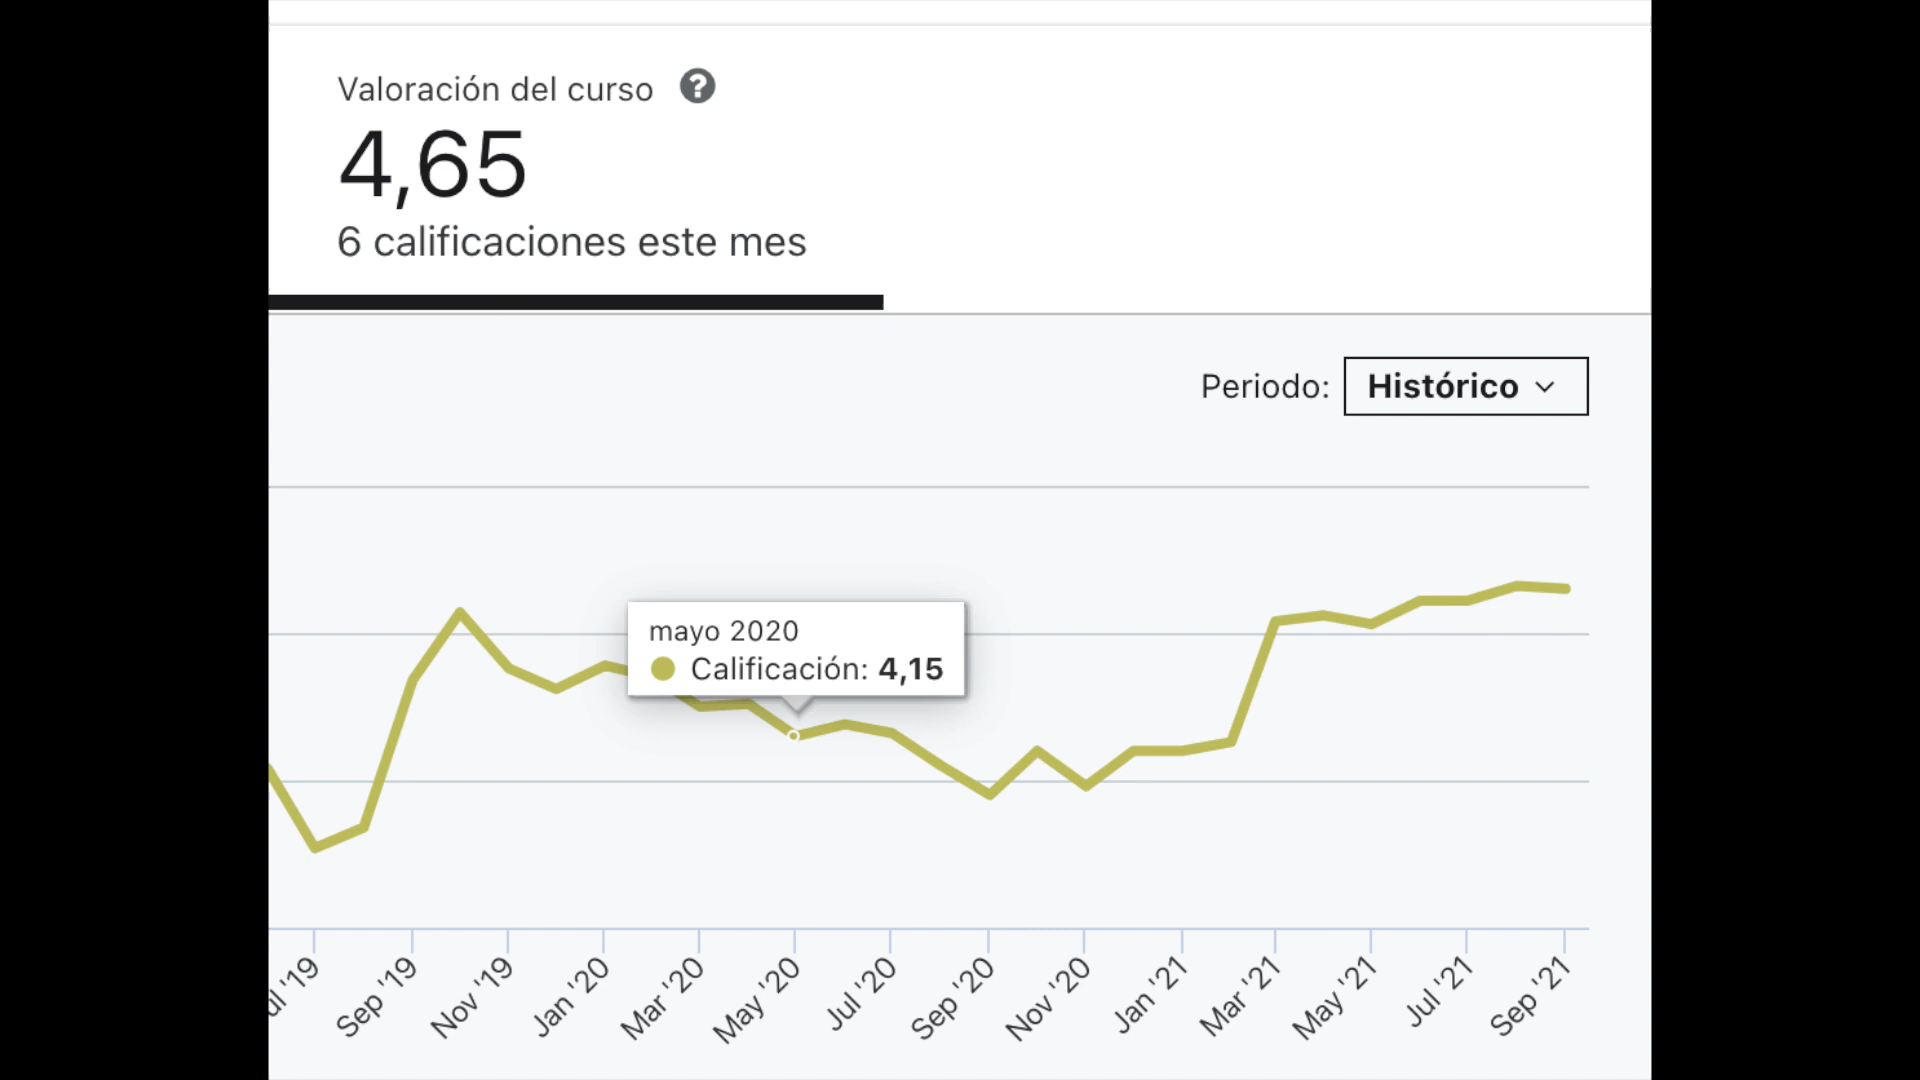 Valoración del curso
4,65
6 calificaciones este mes
Periodo: Histórico
mayo 2020
Calificación: 4,15
ul '19
Sep '19
Nov '19
Jan '20
Mar '20
May '20
Jul '20
Sep '20
Nov '20
Jan '21
Mar '21
May '21
Jul '21
Sep '21